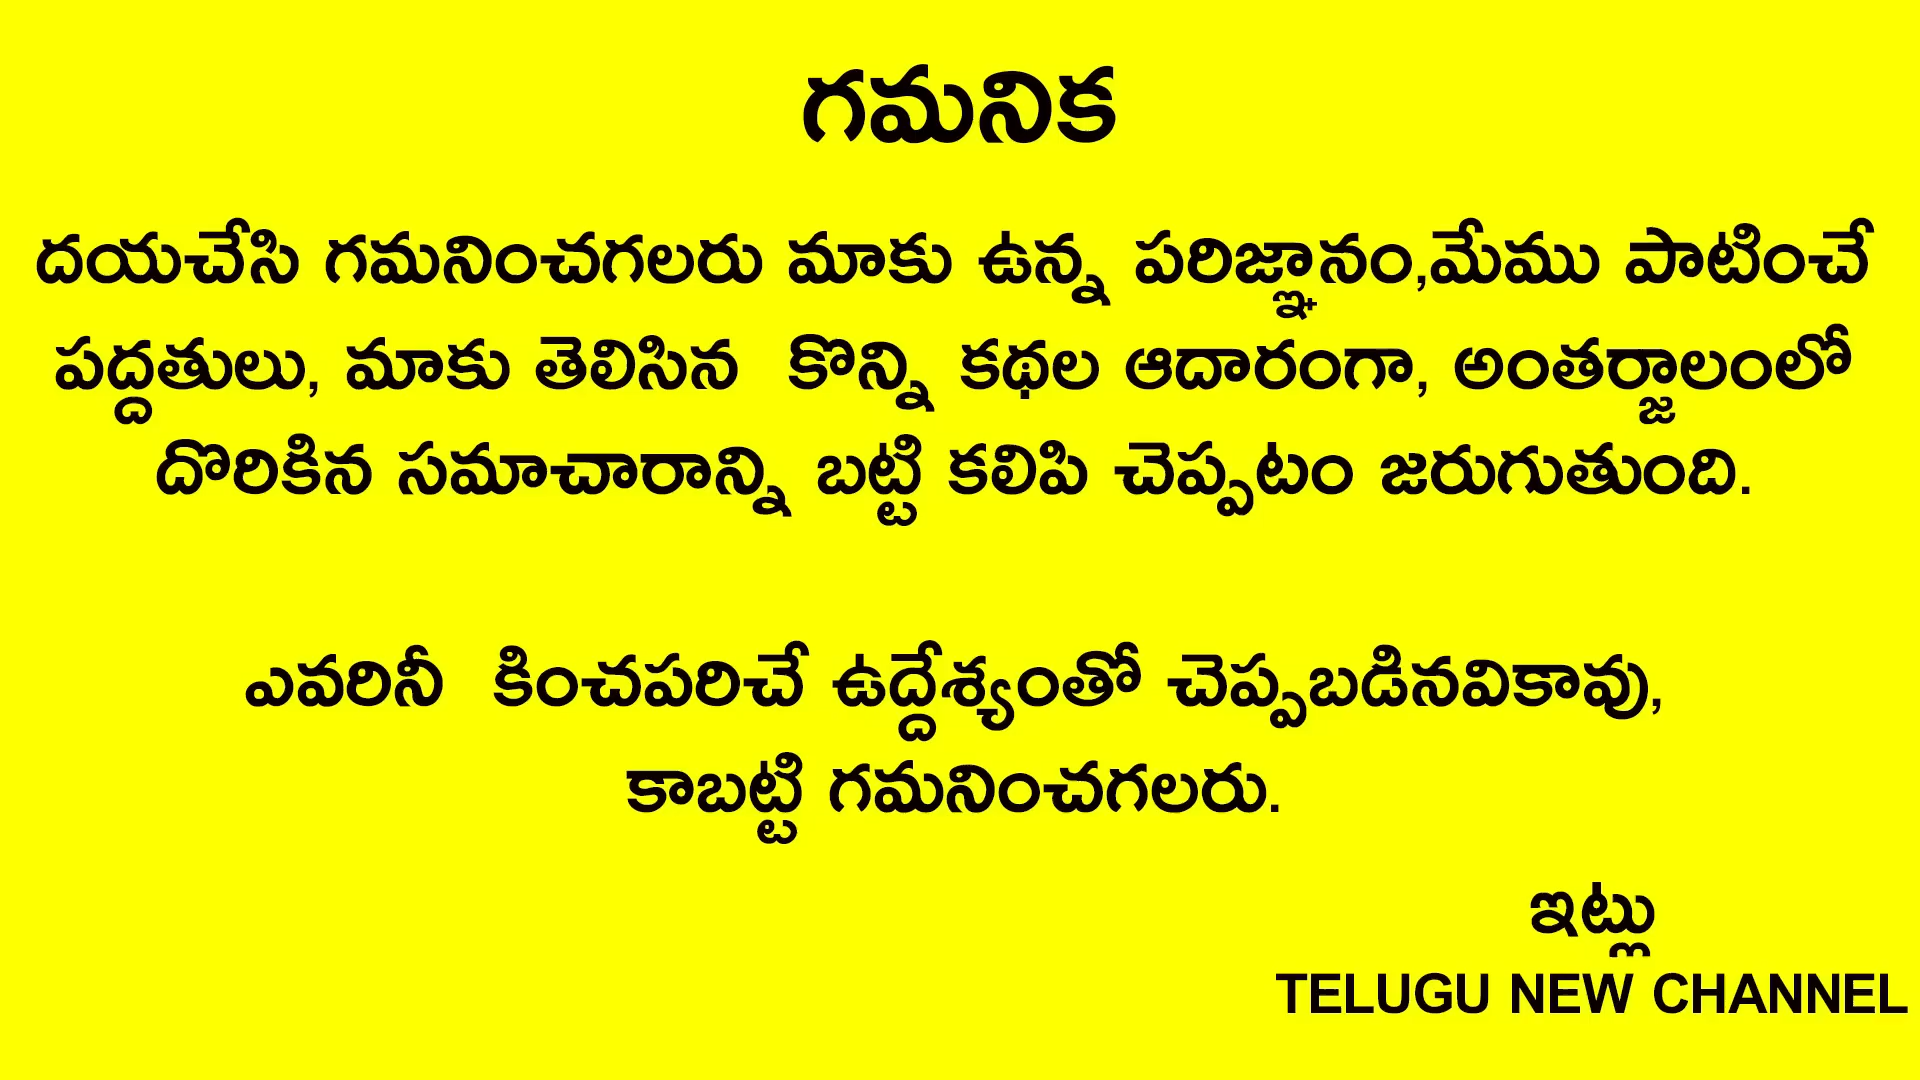 గమనిక
దయచేసి గమనించగలరు మాకు ఉన్న పరిజ్ఞానం,మేము పాటించే
పద్దతులు, మాకు తెలిసిన కొన్ని కథల ఆదారంగా, అంతర్జాలంలో
దొరికిన సమాచారాన్ని బట్టి కలిపి చెప్పటం జరుగుతుంది.
ఎవరినీ కించపరిచే ఉద్దేశ్యంతో చెప్పబడినవికావు,
కాబట్టి గమనించగలరు.
ఇట్లు
TELUGU NEW CHANNEL